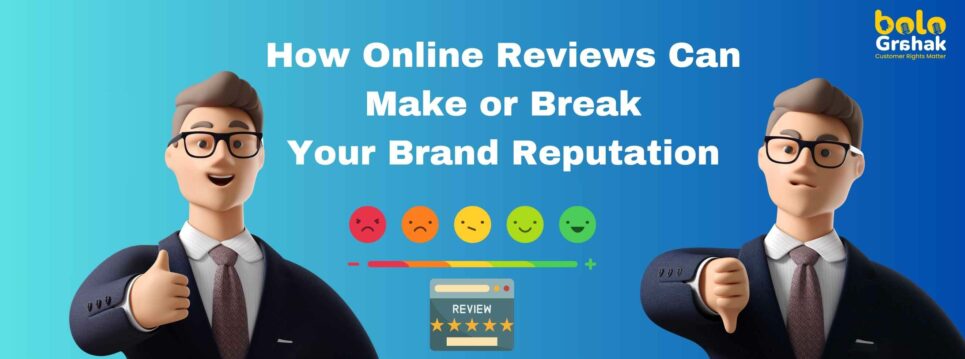 How Online Reviews Can
Make or Break
Your Brand Reputation
bolo
Grahak
Customer Rights Matter
REVIEW